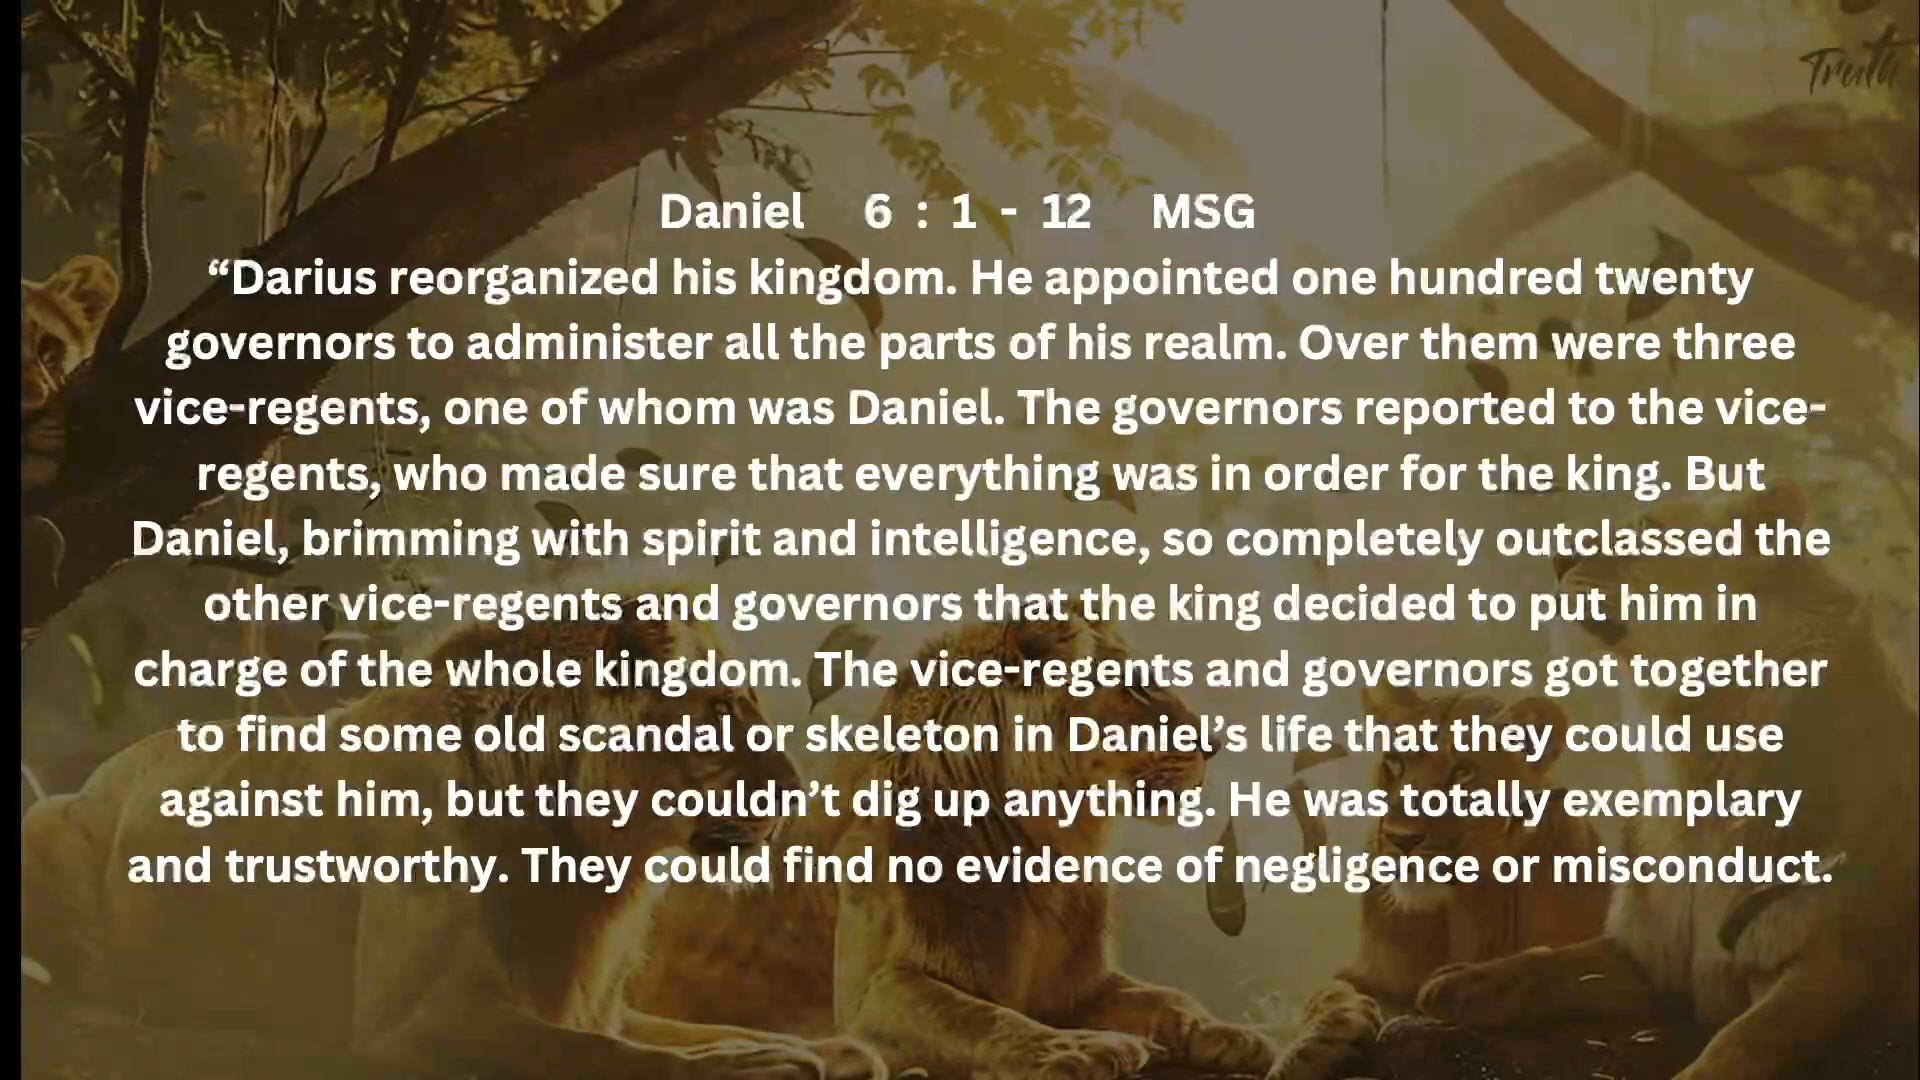 Truth
Daniel 6 : 1 - 12 MSG
“Darius reorganized his kingdom. He appointed one hundred twenty
governors to administer all the parts of his realm. Over them were three
vice-regents, one of whom was Daniel. The governors reported to the vice-
regents, who made sure that everything was in order for the king. But
Daniel, brimming with spirit and intelligence, so completely outclassed the
other vice-regents and governors that the king decided to put him in
charge of the whole kingdom. The vice-regents and governors got together
to find some old scandal or skeleton in Daniel’s life that they could use
against him, but they couldn’t dig up anything. He was totally exemplary
and trustworthy. They could find no evidence of negligence or misconduct.